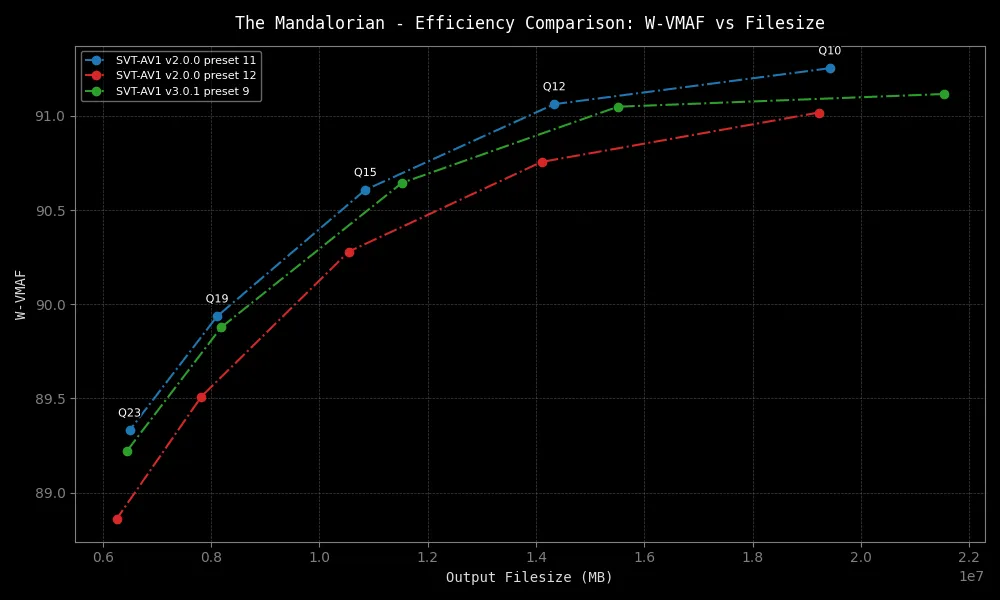 The Mandalorian - Efficiency Comparison: W-VMAF vs Filesize
SVT-AV1 v2.0.0 preset 11
SVT-AV1 v2.0.0 preset 12
SVT-AV1 v3.0.1 preset 9
Q10
Q12
Q15
Q19
Q23
91.0
90.5
90.0
89.5
89.0
W-VMAF
0.6 0.8 1.0 1.2 1.4 1.6 1.8 2.0 2.2
1e7
Output Filesize (MB)